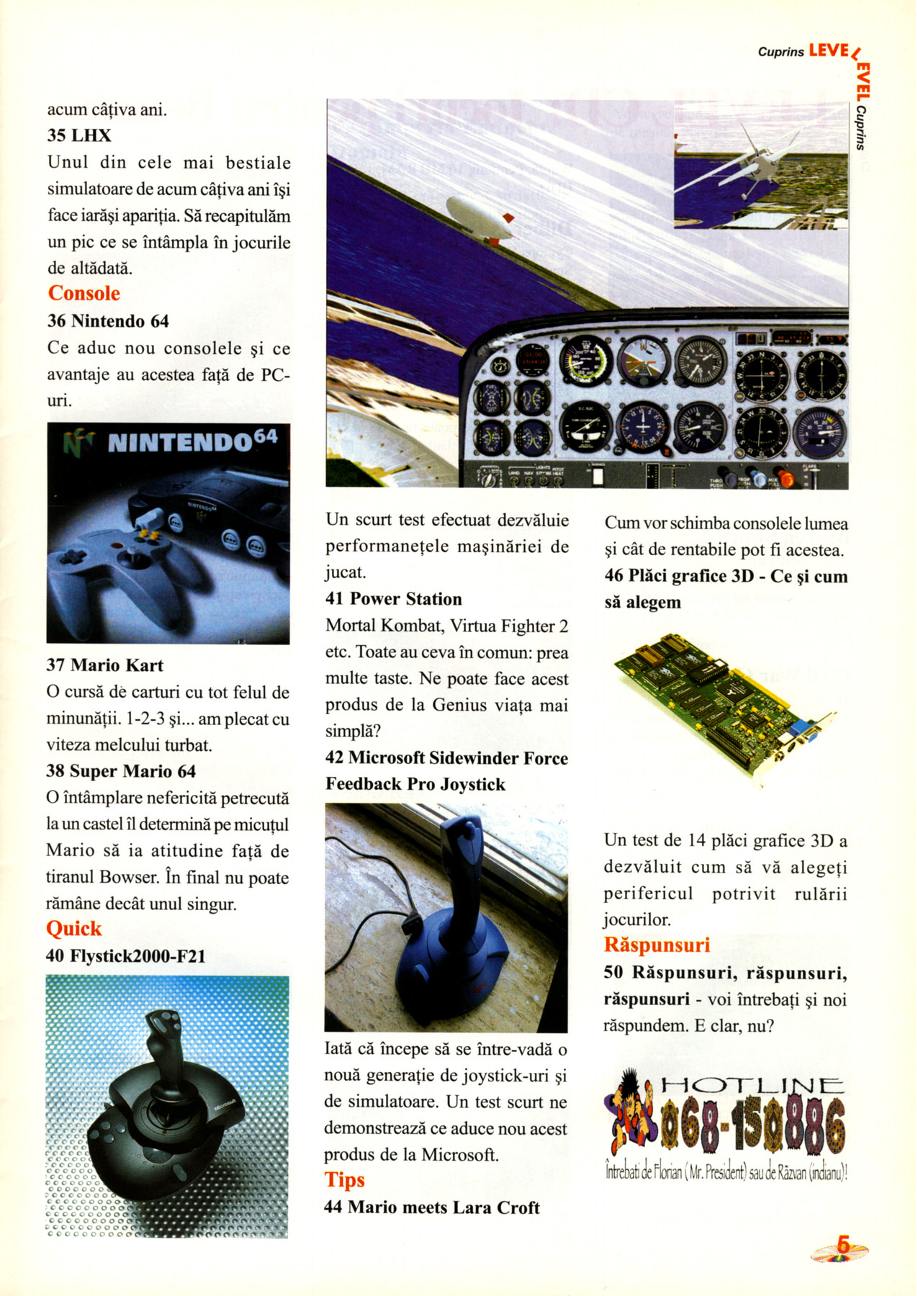 Cuprins LEVEL
LEVEL Cuprins
acum câţiva ani.
35 LHX
Unul din cele mai bestiale
simulatoare de acum câţiva ani îşi
face iarăşi apariţia. Să recapitulăm
un pic ce se întâmpla în jocurile
de altădată.
Console
36 Nintendo 64
Ce aduc nou consolele şi ce
avantaje au acestea faţă de PC-
uri.
NINTENDO64
37 Mario Kart
O cursă de carturi cu tot felul de
minunăţii. 1-2-3 şi... am plecat cu
viteza melcului turbat.
38 Super Mario 64
O întâmplare nefericită petrecută
la un castel îl determină pe micuţul
Mario să ia atitudine faţă de
tiranul Bowser. În final nu poate
rămâne decât unul singur.
Quick
40 Flystick2000-F21
Un scurt test efectuat dezvăluie
performaneţele maşinăriei de
jucat.
41 Power Station
Mortal Kombat, Virtua Fighter 2
etc. Toate au ceva în comun: prea
multe taste. Ne poate face acest
produs de la Genius viaţa mai
simplă?
42 Microsoft Sidewinder Force
Feedback Pro Joystick
Iată că începe să se între-vadă o
nouă generaţie de joystick-uri şi
de simulatoare. Un test scurt ne
demonstrează ce aduce nou acest
produs de la Microsoft.
Tips
44 Mario meets Lara Croft
Cum vor schimba consolele lumea
şi cât de rentabile pot fi acestea.
46 Plăci grafice 3D - Ce şi cum
să alegem
Un test de 14 plăci grafice 3D a
dezvăluit cum să vă alegeţi
perifericul potrivit rulării
jocurilor.
Răspunsuri
50 Răspunsuri, răspunsuri,
răspunsuri - voi întrebaţi şi noi
răspundem. E clar, nu?
HOTLINE
068-150886
Întrebati de Florian ( Mr. President) sau de Răzvan (indianu)!
5